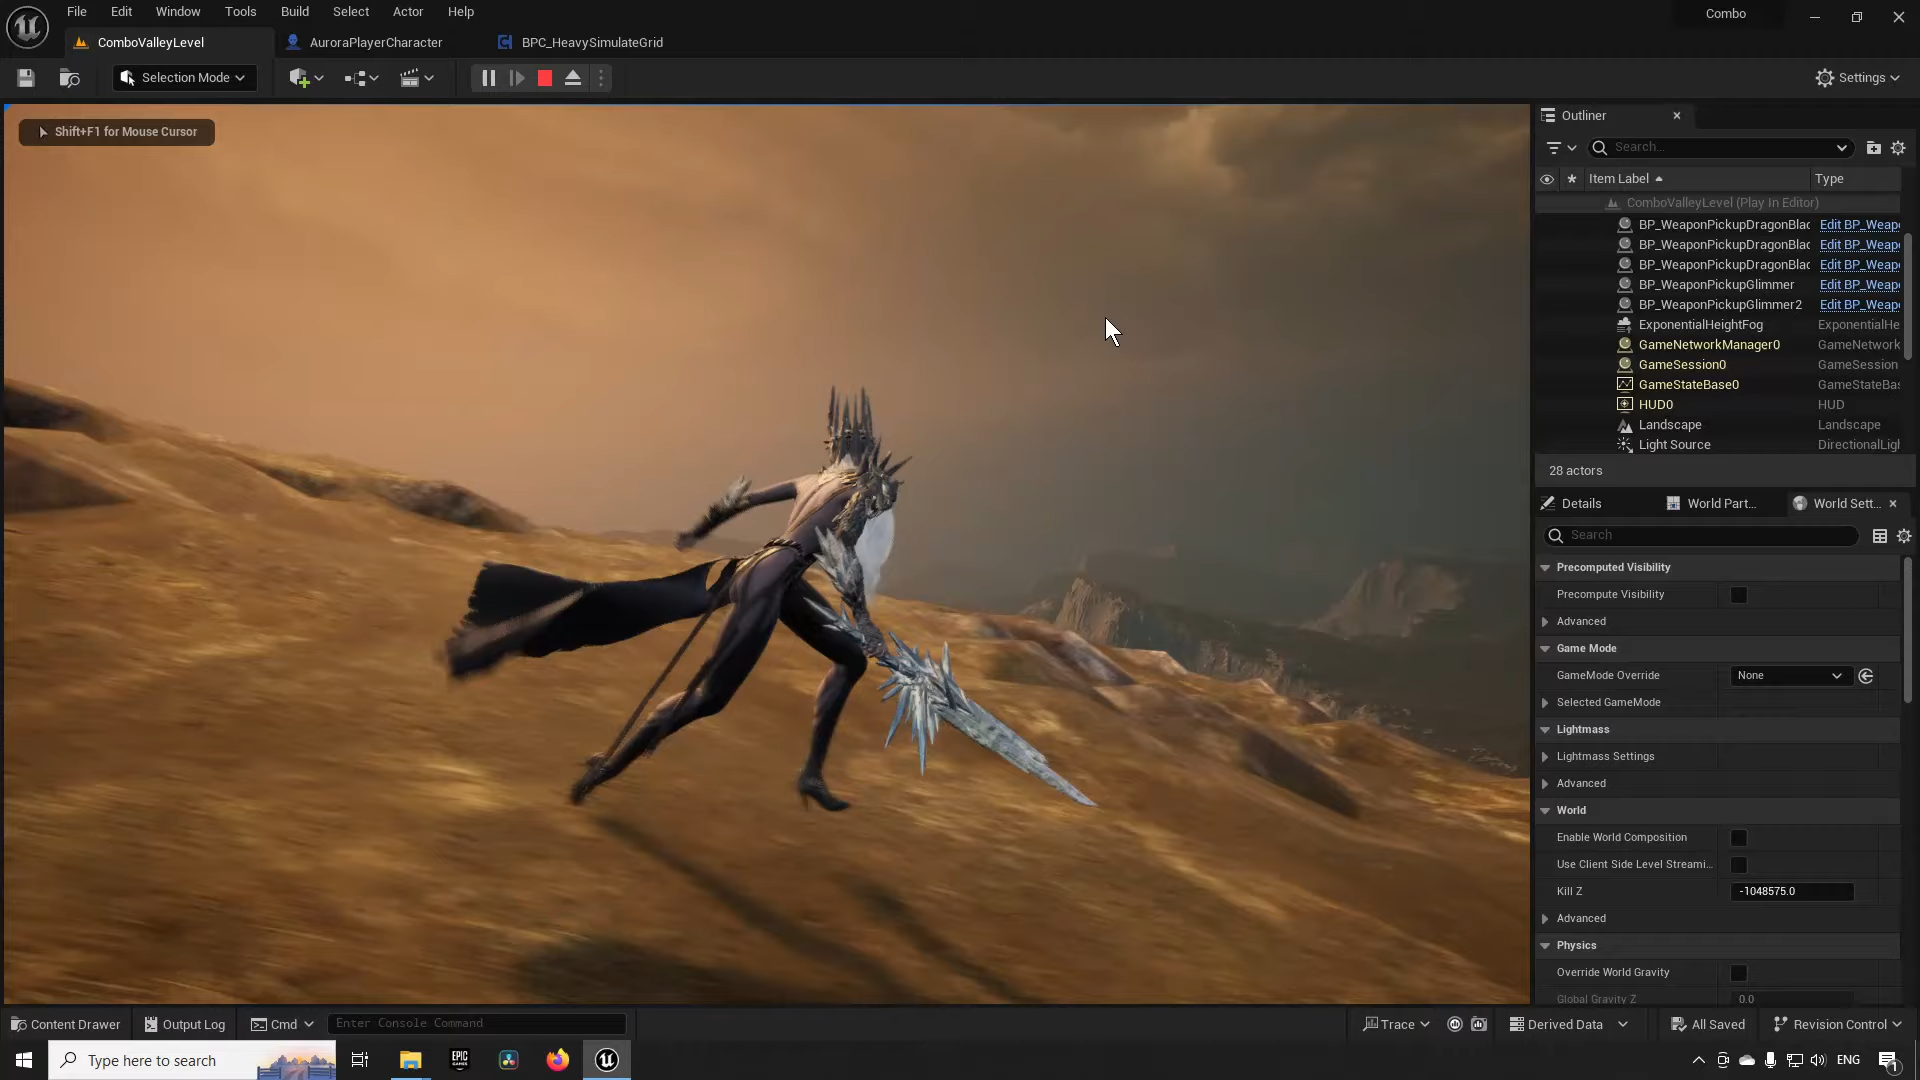 File Edit Window Tools Build Select Actor Help
Combo
ComboValleyLevel
AuroraPlayerCharacter
BPC_HeavySimulateGrid
Selection Mode
Settings
Shift+F1 for Mouse Cursor
Outliner
Search...
Item Label
Type
ComboValleyLevel (Play In Editor)
BP_WeaponPickupDragonBlac Edit BP_Weap
BP_WeaponPickupDragonBlac Edit BP_Weap
BP_WeaponPickupDragonBlac Edit BP_Weap
BP_WeaponPickupGlimmer Edit BP_Weap
BP_WeaponPickupGlimmer2 Edit BP_Weap
ExponentialHeightFog ExponentialHe
GameNetworkManager0 GameNetwork
GameSession0 GameSession
GameStateBase0 GameStateBas
HUD0 HUD
Landscape Landscape
Light Source DirectionalLigh
28 actors
Details
World Part...
World Sett...
Search
Precomputed Visibility
Precompute Visibility
Advanced
Game Mode
GameMode Override None
Selected GameMode
Lightmass
Lightmass Settings
Advanced
World
Enable World Composition
Use Client Side Level Streami...
Kill Z -1048575.0
Advanced
Physics
Override World Gravity
Global Gravity Z 0.0
Content Drawer
Output Log
Cmd
Enter Console Command
Trace
Derived Data
All Saved
Revision Control
Type here to search
EPIC GAMES
ENG
1